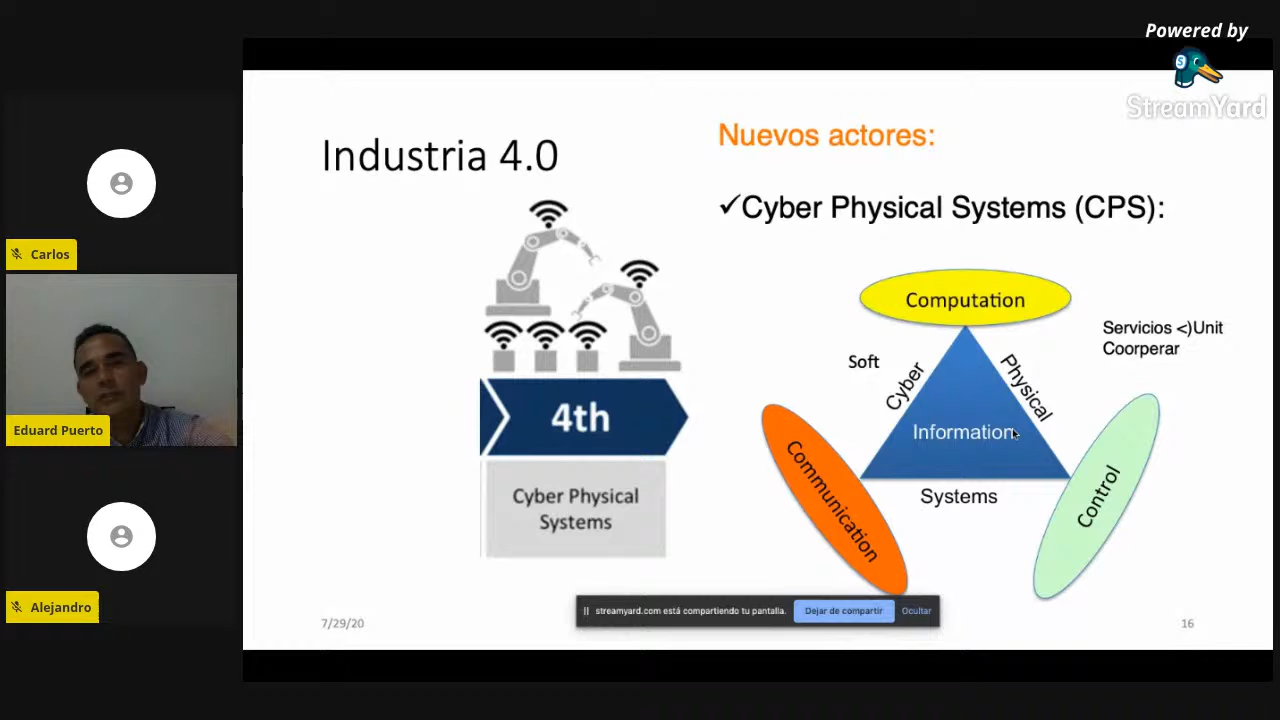 Powered by
StreamYard
Carlos
Eduard Puerto
Alejandro
Industria 4.0
4th
Cyber Physical
Systems
Nuevos actores:
✓Cyber Physical Systems (CPS):
Computation
Servicios <)Unit
Coorperar
Soft
Cyber
Physical
Information
Communication
Systems
Control
streamyard.com está compartiendo tu pantalla.
Dejar de compartir
Ocultar
7/29/20
16